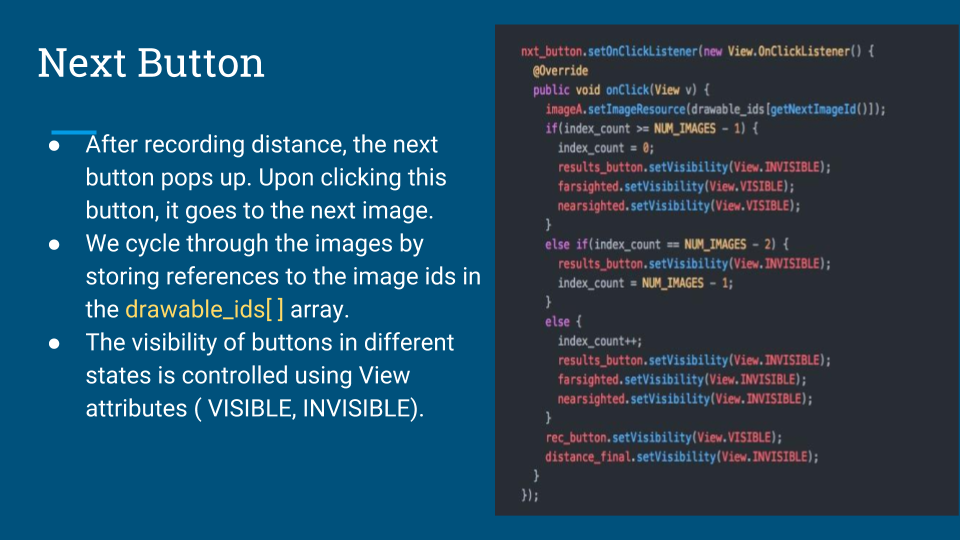 Next Button
● After recording distance, the next
button pops up. Upon clicking this
button, it goes to the next image.
● We cycle through the images by
storing references to the image ids in
the drawable_ids[ ] array.
● The visibility of buttons in different
states is controlled using View
attributes ( VISIBLE, INVISIBLE).
nxt_button.setOnClickListener(new View.OnClickListener() {
@Override
public void onClick(View v) {
imageA.setImageResource(drawable_ids[getNextImageId()]);
if(index_count >= NUM_IMAGES - 1) {
index_count = 0;
results_button.setVisibility(View.INVISIBLE);
farsighted.setVisibility(View.VISIBLE);
nearsighted.setVisibility(View.VISIBLE);
}
else if(index_count == NUM_IMAGES - 2) {
results_button.setVisibility(View.INVISIBLE);
index_count = NUM_IMAGES - 1;
}
else {
index_count++;
results_button.setVisibility(View.INVISIBLE);
farsighted.setVisibility(View.INVISIBLE);
nearsighted.setVisibility(View.INVISIBLE);
}
rec_button.setVisibility(View.VISIBLE);
distance_final.setVisibility(View.INVISIBLE);
}
});